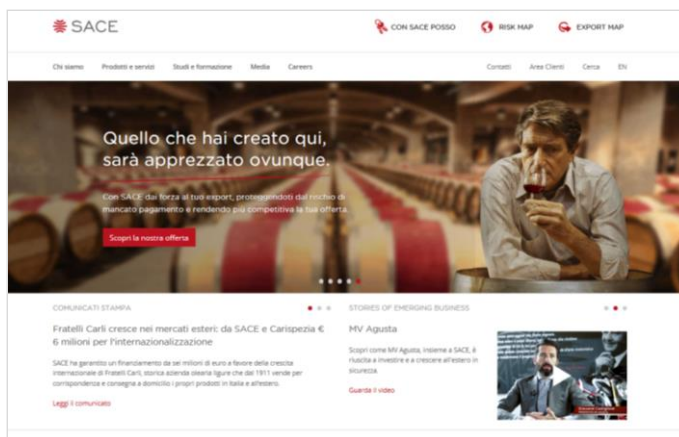 SACE
CON SACE POSSO
RISK MAP
EXPORT MAP
Chi siamo
Prodotti e servizi
Studi e formazione
Media
Careers
Contatti
Area Clienti
Cerca
EN
Quello che hai creato qui,
sarà apprezzato ovunque.
Con SACE dai forza al tuo export, proteggendoti dal rischio di
mancato pagamento e rendendo più competitiva la tua offerta.
Scopri la nostra offerta
COMUNICATI STAMPA
Fratelli Carli cresce nei mercati esteri: da SACE e Carispezia €
6 milioni per l'internazionalizzazione
SACE ha garantito un finanziamento da sei milioni di euro a favore della crescita
internazionale di Fratelli Carli, storica azienda olearia ligure che dal 1911 vende per
corrispondenza e consegna a domicilio i propri prodotti in Italia e all'estero.
Leggi il comunicato
STORIES OF EMERGING BUSINESS
MV Agusta
Scopri come MV Agusta, insieme a SACE, è
riuscita a investire e a crescere all'estero in
sicurezza.
Guarda il video